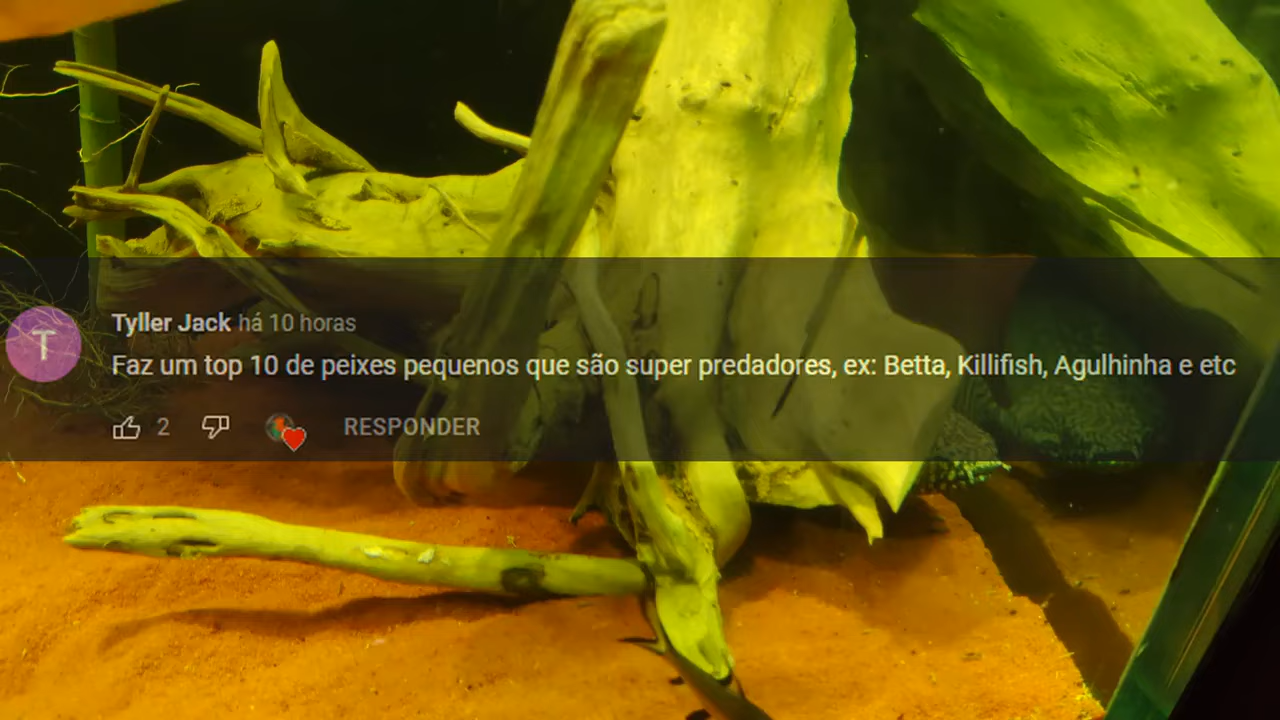 T
Tyller Jack há 10 horas
Faz um top 10 de peixes pequenos que são super predadores, ex: Betta, Killifish, Agulhinha e etc
2 RESPONDER